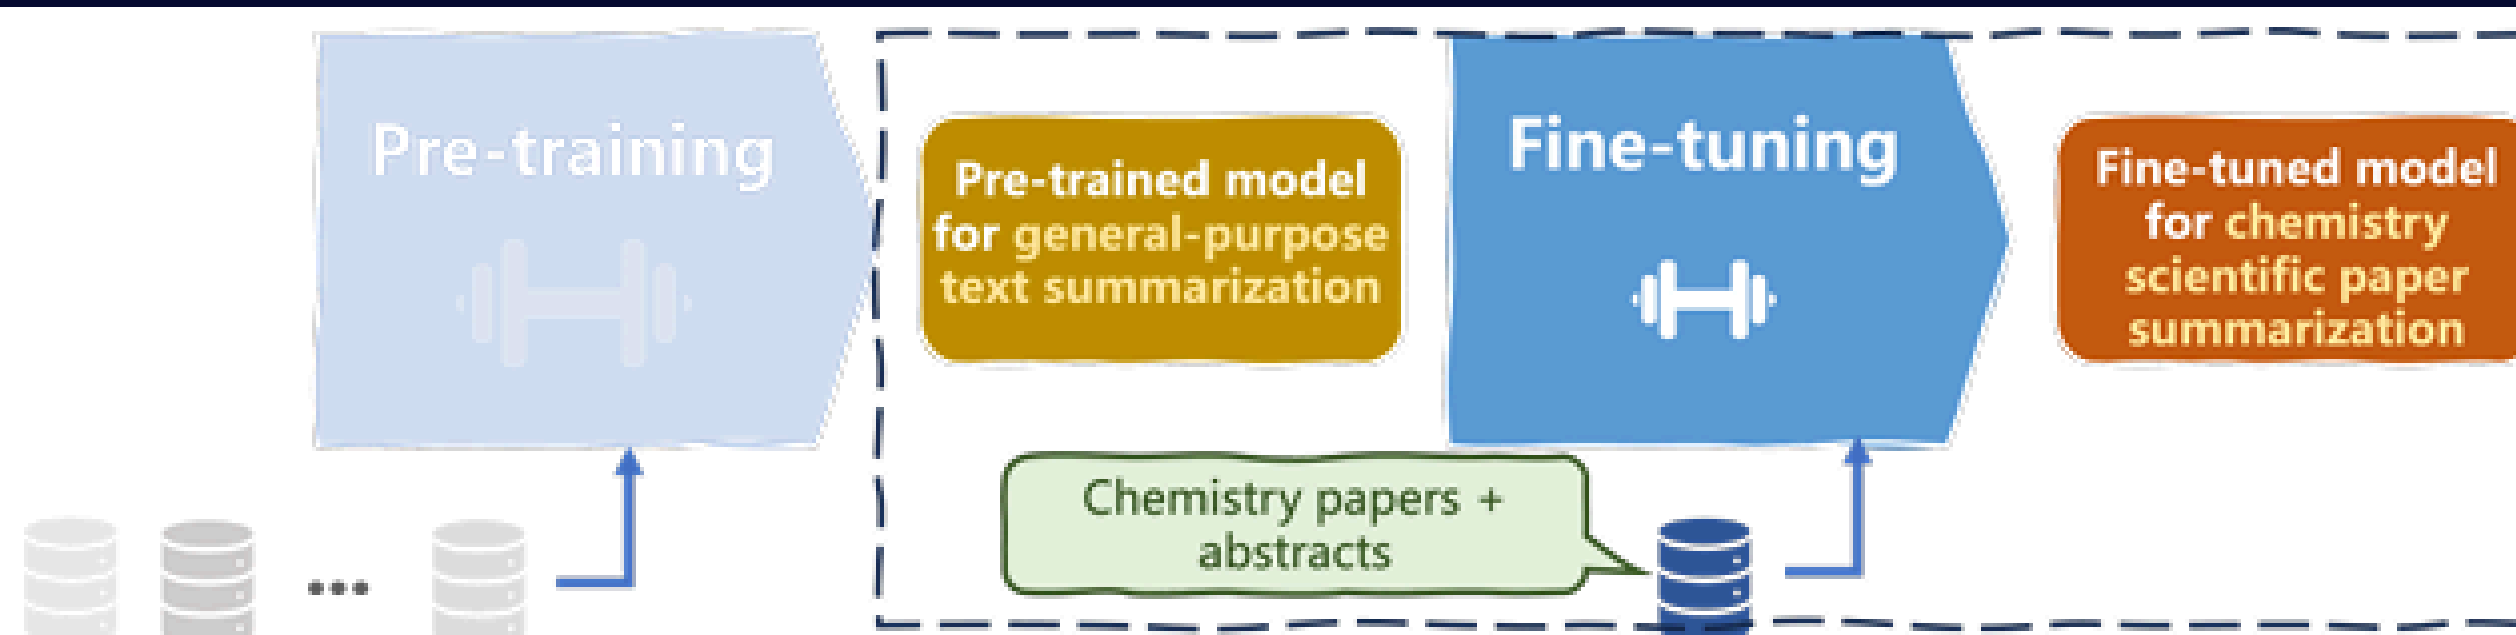 Pre-training
Pre-trained model
for general-purpose
text summarization
Fine-tuning
Fine-tuned model
for chemistry
scientific paper
summarization
Chemistry papers +
abstracts
...